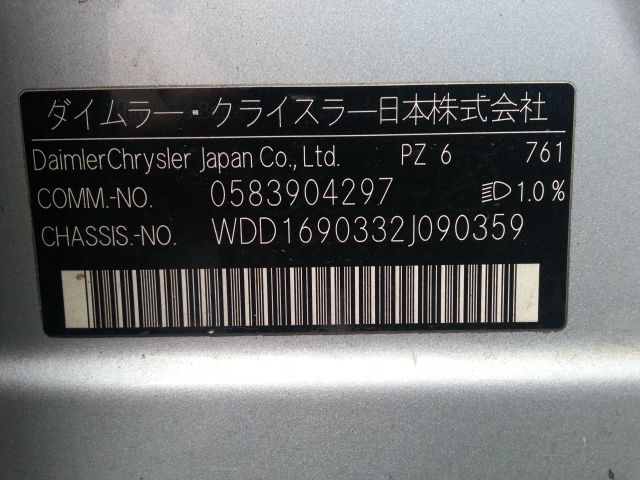 ダイムラー・クライスラー日本株式会社
DaimlerChrysler Japan Co., Ltd. PZ 6 761
COMM.-NO. 0583904297 1.0 %
CHASSIS.-NO. WDD1690332J090359